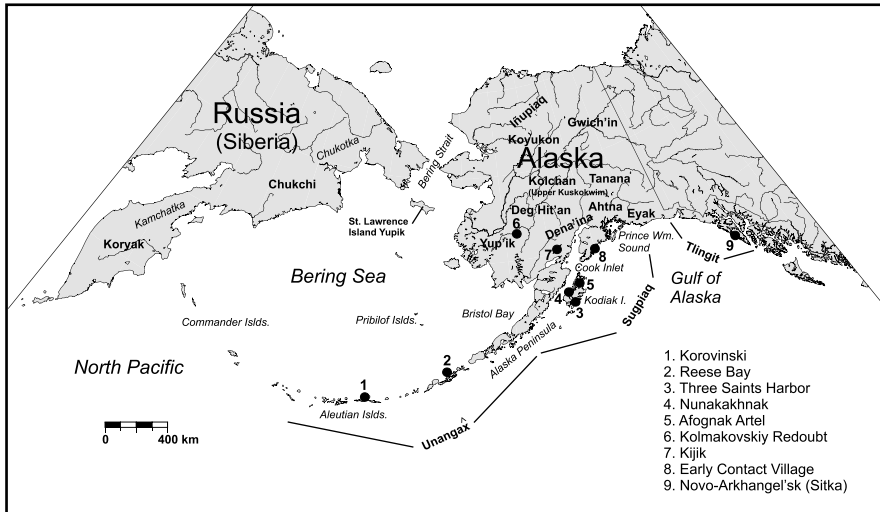 Russia
(Siberia)
Chukotka
Chukchi
Kamchatka
Koryak
Bering Strait
St. Lawrence
Island Yupik
Iñupiaq
Gwich'in
Koyukon
Alaska
Tanana
Kolchan
(Upper Kuskokwim)
Deg Hit'an
Ahtna
Dena'ina
Eyak
6
Yup'ik
7
8
Prince Wm.
Sound
9
Tlingit
Cook Inlet
Bering Sea
5
4
3
Kodiak I.
Gulf of
Alaska
Sugpiaq
Commander Islds.
Pribilof Islds.
Bristol Bay
Alaska Peninsula
North Pacific
2
1
Aleutian Islds.
Unangax̂
0
400 km
1. Korovinski
2. Reese Bay
3. Three Saints Harbor
4. Nunakakhnak
5. Afognak Artel
6. Kolmakovskiy Redoubt
7. Kijik
8. Early Contact Village
9. Novo-Arkhangel'sk (Sitka)